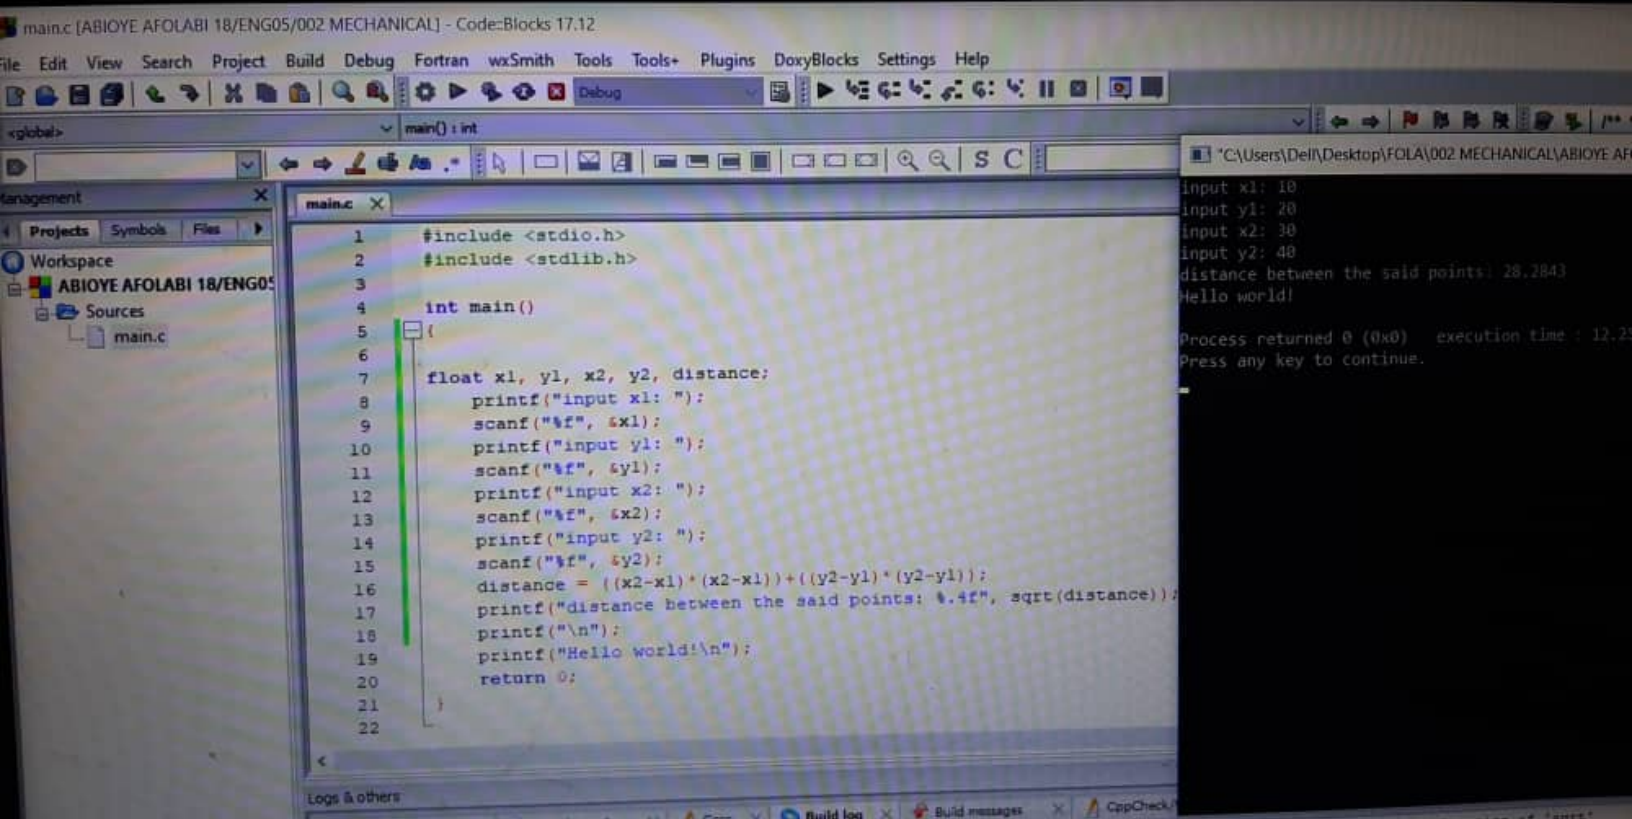 main.c [ABIOYE AFOLABI 18/ENG05/002 MECHANICAL] - Code::Blocks 17.12
File Edit View Search Project Build Debug Fortran wxSmith Tools Tools+ Plugins DoxyBlocks Settings Help
Debug
<global>
main() : int
S C
Management
Projects Symbols Files
Workspace
ABIOYE AFOLABI 18/ENG05
Sources
main.c
main.c
1 #include <stdio.h>
2 #include <stdlib.h>
3
4 int main()
5 {
6
7 float x1, y1, x2, y2, distance;
8 printf("input x1: ");
9 scanf("%f", &x1);
10 printf("input y1: ");
11 scanf("%f", &y1);
12 printf("input x2: ");
13 scanf("%f", &x2);
14 printf("input y2: ");
15 scanf("%f", &y2);
16 distance = ((x2-x1)*(x2-x1))+((y2-y1)*(y2-y1));
17 printf("distance between the said points: %.4f", sqrt(distance));
18 printf("\n");
19 printf("Hello world!\n");
20 return 0;
21 }
22
Logs & others
Build log
Build messages
"C:\Users\Dell\Desktop\FOLA\002 MECHANICAL\ABIOYE AF
input x1: 10
input y1: 20
input x2: 30
input y2: 40
distance between the said points: 28.2843
Hello world!
Process returned 0 (0x0) execution time : 12.25
Press any key to continue.